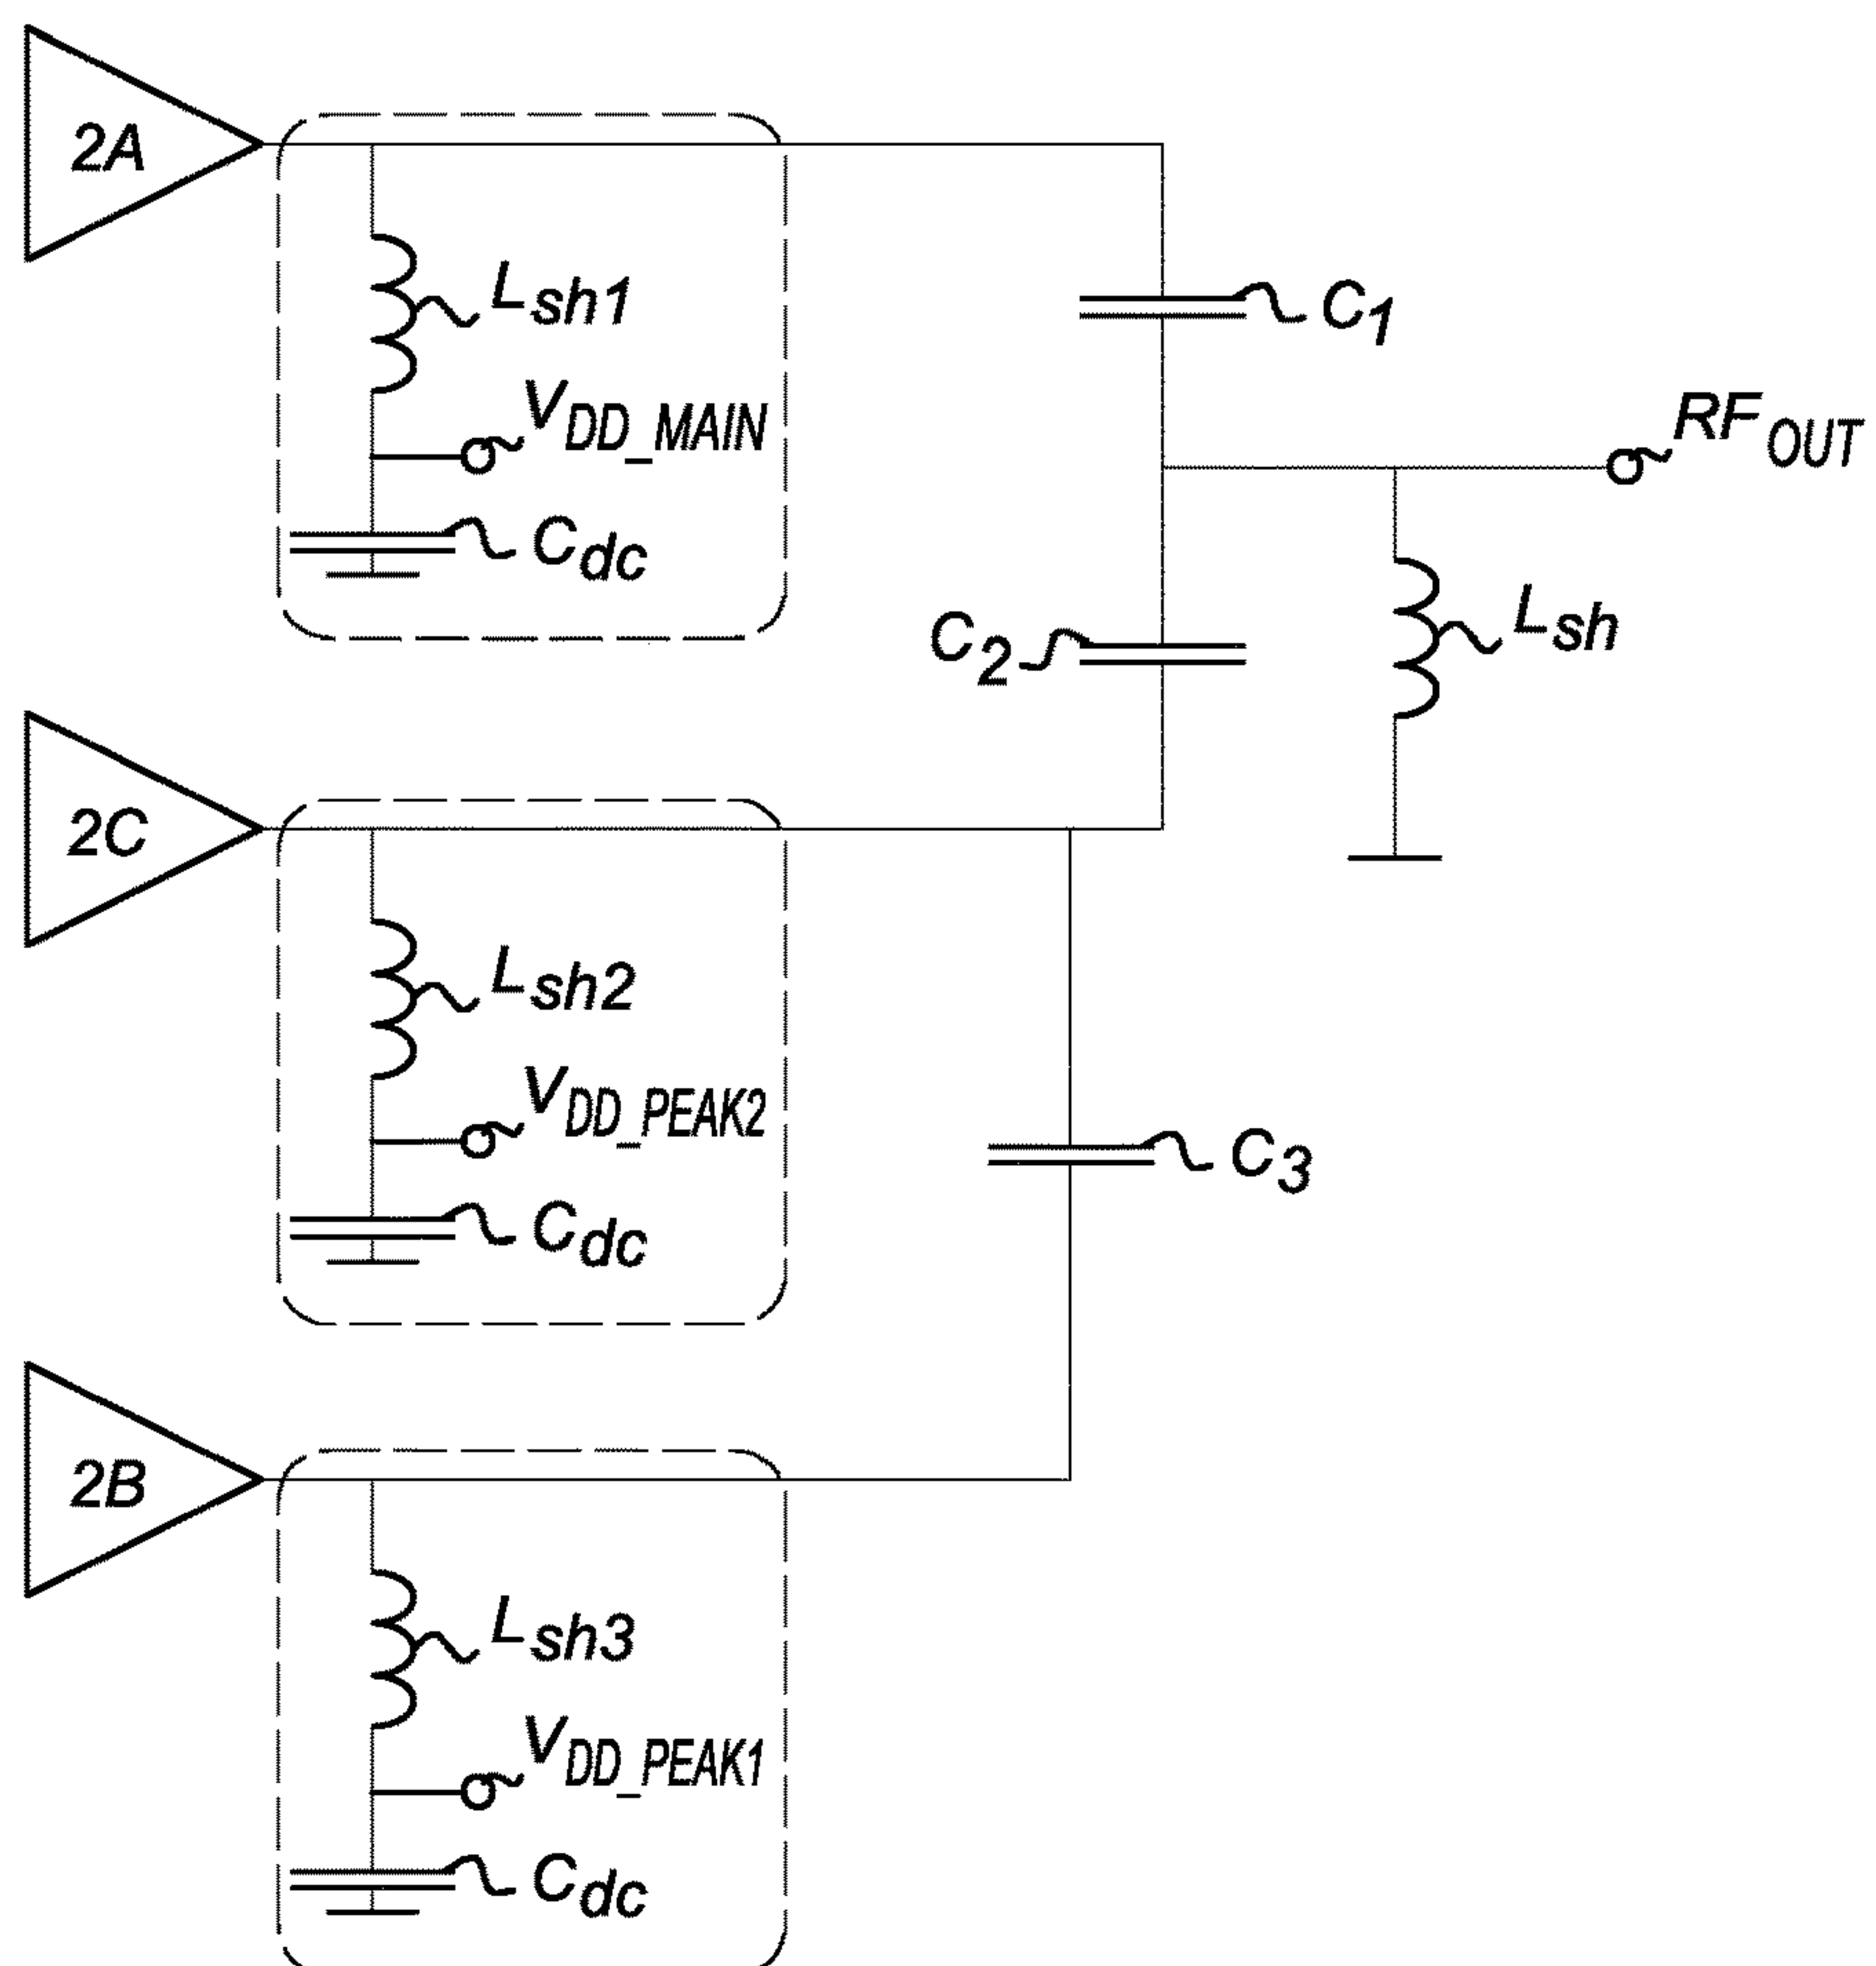 2A
Lsh1
VDD_MAIN
Cdc
C1
RFOUT
C2
Lsh
2C
Lsh2
VDD_PEAK2
Cdc
C3
2B
Lsh3
VDD_PEAK1
Cdc